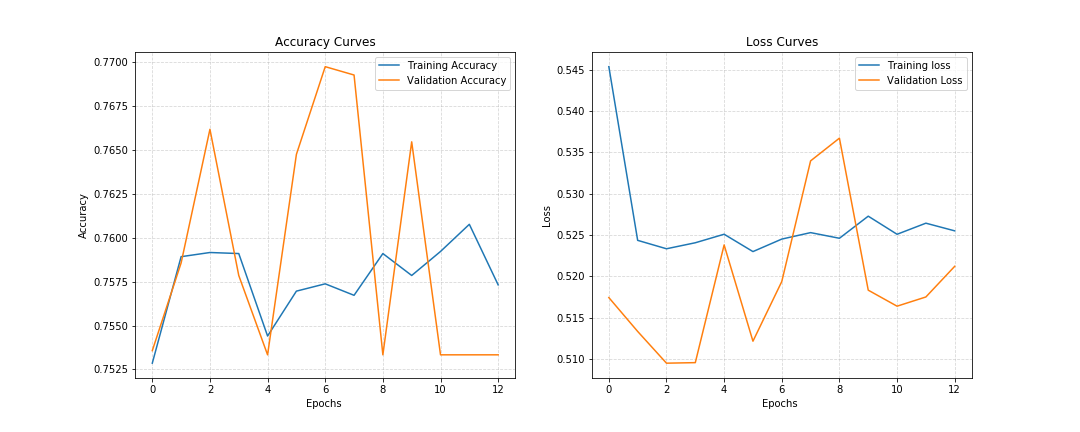 Accuracy Curves
Training Accuracy
Validation Accuracy
0.7700
0.7675
0.7650
0.7625
0.7600
0.7575
0.7550
0.7525
Accuracy
0 2 4 6 8 10 12
Epochs
Loss Curves
Training loss
Validation Loss
0.545
0.540
0.535
0.530
0.525
0.520
0.515
0.510
Loss
0 2 4 6 8 10 12
Epochs